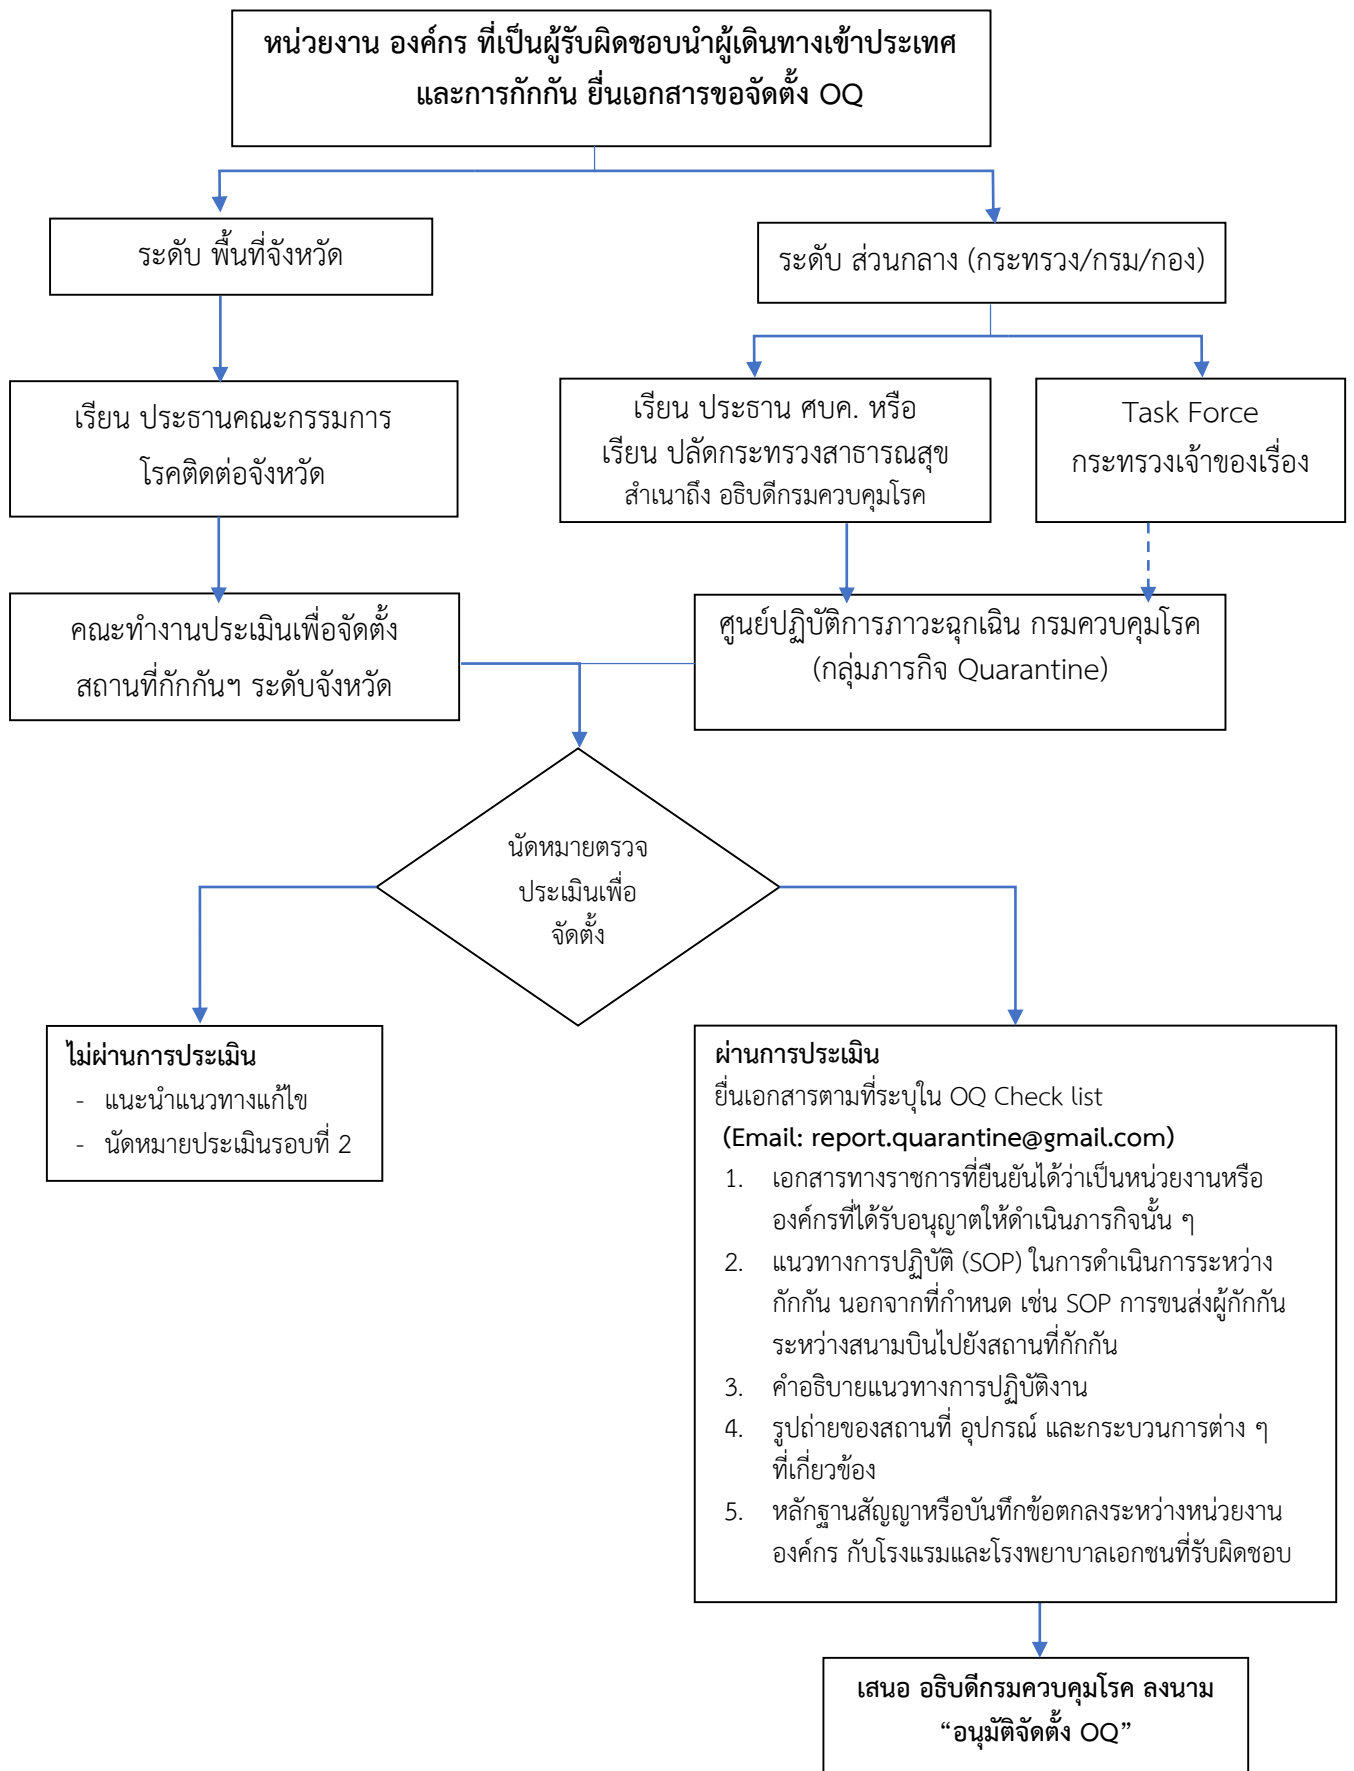 หน่วยงาน องค์กร ที่เป็นผู้รับผิดชอบนำผู้เดินทางเข้าประเทศ
และการกักกัน ยื่นเอกสารขอจัดตั้ง OQ
ระดับ พื้นที่จังหวัด
ระดับ ส่วนกลาง (กระทรวง/กรม/กอง)
เรียน ประธานคณะกรรมการ
โรคติดต่อจังหวัด
เรียน ประธาน ศบค. หรือ
เรียน ปลัดกระทรวงสาธารณสุข
สำเนาถึง อธิบดีกรมควบคุมโรค
Task Force
กระทรวงเจ้าของเรื่อง
คณะทำงานประเมินเพื่อจัดตั้ง
สถานที่กักกันฯ ระดับจังหวัด
ศูนย์ปฏิบัติการภาวะฉุกเฉิน กรมควบคุมโรค
(กลุ่มภารกิจ Quarantine)
นัดหมายตรวจ
ประเมินเพื่อ
จัดตั้ง
ไม่ผ่านการประเมิน
- แนะนำแนวทางแก้ไข
- นัดหมายประเมินรอบที่ 2
ผ่านการประเมิน
ยื่นเอกสารตามที่ระบุใน OQ Check list
(Email: report.quarantine@gmail.com)
1. เอกสารทางราชการที่ยืนยันได้ว่าเป็นหน่วยงานหรือ
องค์กรที่ได้รับอนุญาตให้ดำเนินภารกิจนั้น ๆ
2. แนวทางการปฏิบัติ (SOP) ในการดำเนินการระหว่าง
กักกัน นอกจากที่กำหนด เช่น SOP การขนส่งผู้กักกัน
ระหว่างสนามบินไปยังสถานที่กักกัน
3. คำอธิบายแนวทางการปฏิบัติงาน
4. รูปถ่ายของสถานที่ อุปกรณ์ และกระบวนการต่าง ๆ
ที่เกี่ยวข้อง
5. หลักฐานสัญญาหรือบันทึกข้อตกลงระหว่างหน่วยงาน
องค์กร กับโรงแรมและโรงพยาบาลเอกชนที่รับผิดชอบ
เสนอ อธิบดีกรมควบคุมโรค ลงนาม
“อนุมัติจัดตั้ง OQ”